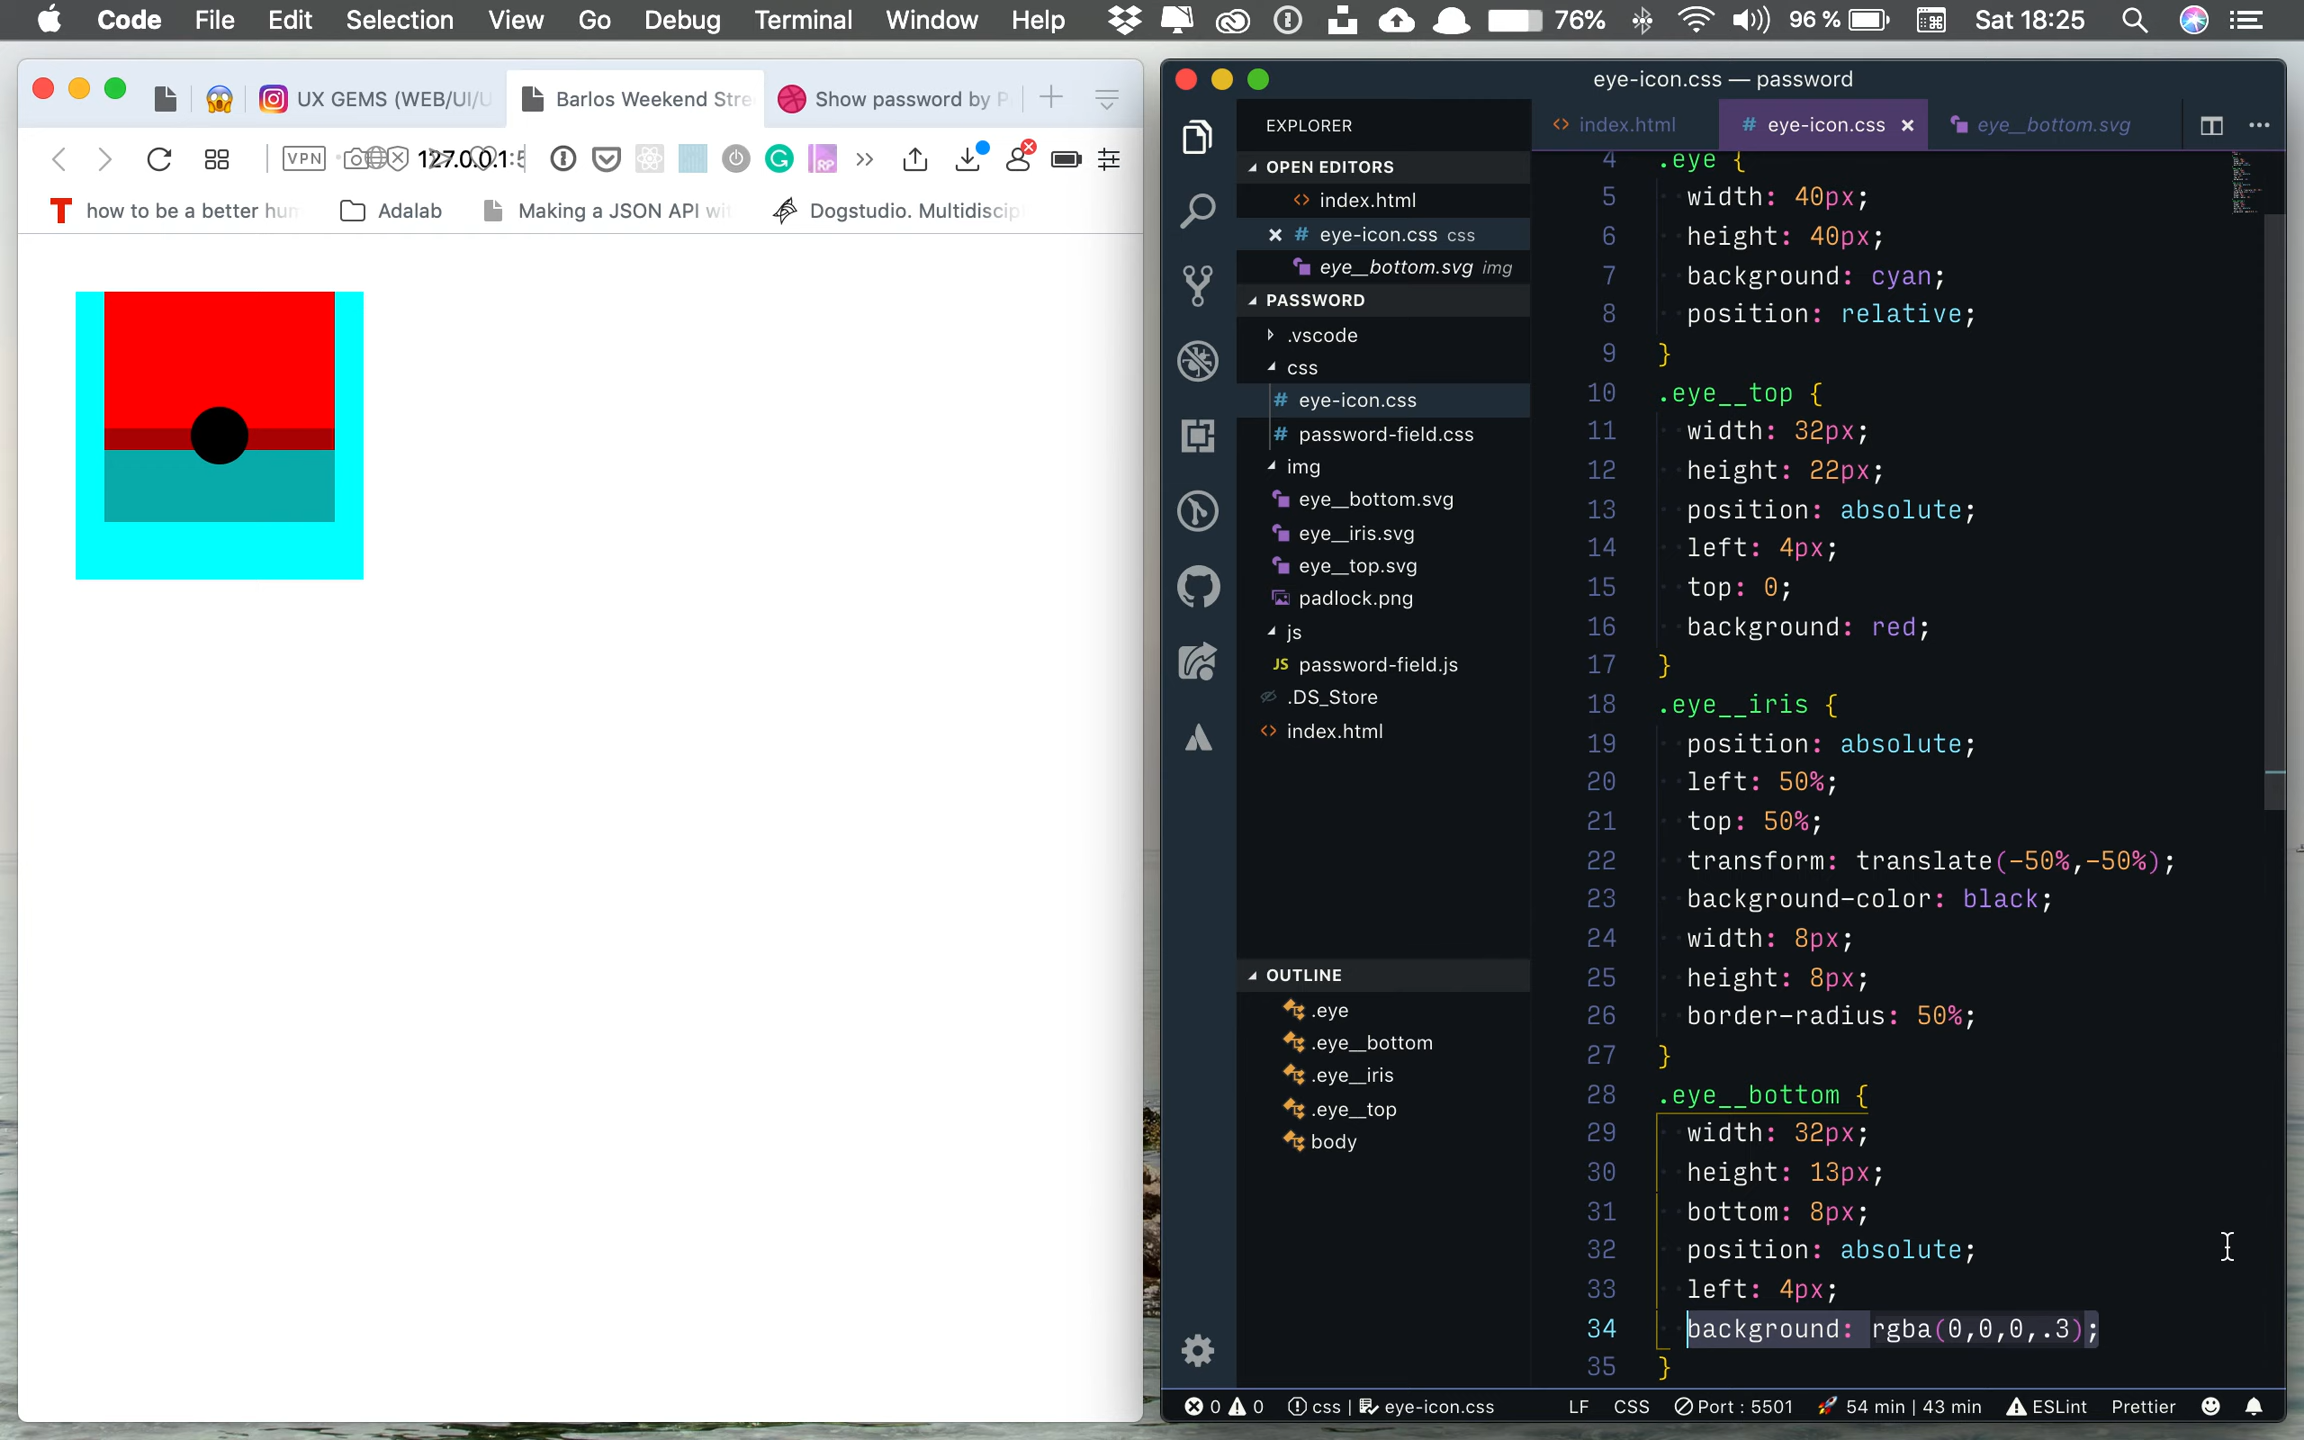 Code File Edit Selection View Go Debug Terminal Window Help 76% 96 % Sat 18:25
UX GEMS (WEB/UI/U
Barlos Weekend Stre
Show password by P
VPN
127.0.0.1:5
RP
T how to be a better hum
Adalab
Making a JSON API wit
Dogstudio. Multidiscip
eye-icon.css — password
EXPLORER
OPEN EDITORS
index.html
eye-icon.css css
eye__bottom.svg img
PASSWORD
.vscode
css
eye-icon.css
password-field.css
img
eye__bottom.svg
eye__iris.svg
eye__top.svg
padlock.png
js
JS password-field.js
.DS_Store
index.html
OUTLINE
.eye
.eye__bottom
.eye__iris
.eye__top
body
index.html
# eye-icon.css ×
eye__bottom.svg
4 .eye {
5 width: 40px;
6 height: 40px;
7 background: cyan;
8 position: relative;
9 }
10 .eye__top {
11 width: 32px;
12 height: 22px;
13 position: absolute;
14 left: 4px;
15 top: 0;
16 background: red;
17 }
18 .eye__iris {
19 position: absolute;
20 left: 50%;
21 top: 50%;
22 transform: translate(-50%,-50%);
23 background-color: black;
24 width: 8px;
25 height: 8px;
26 border-radius: 50%;
27 }
28 .eye__bottom {
29 width: 32px;
30 height: 13px;
31 bottom: 8px;
32 position: absolute;
33 left: 4px;
34 background: rgba(0,0,0,.3);
35 }
0 0 css | eye-icon.css LF CSS Port : 5501 54 min | 43 min ESLint Prettier